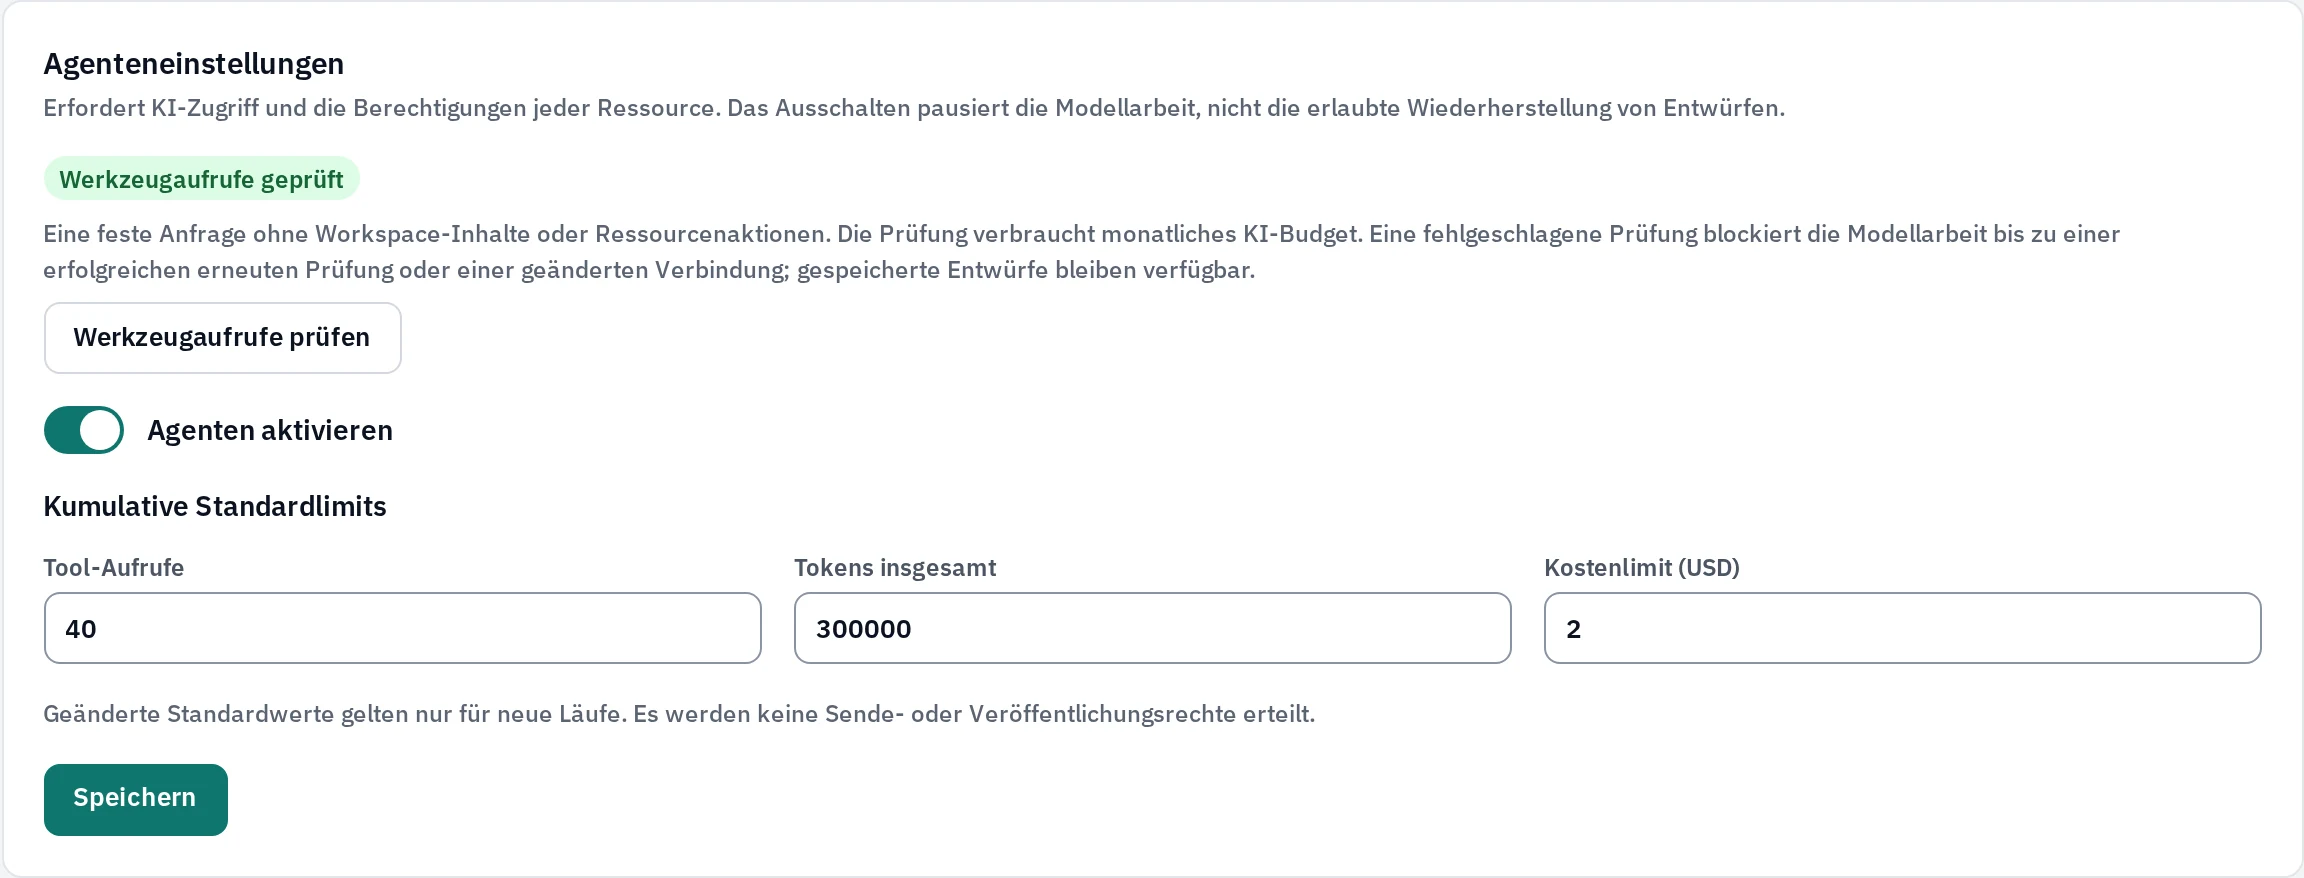 Agenteneinstellungen
Erfordert KI-Zugriff und die Berechtigungen jeder Ressource. Das Ausschalten pausiert die Modellarbeit, nicht die erlaubte Wiederherstellung von Entwürfen.
Werkzeugaufrufe geprüft
Eine feste Anfrage ohne Workspace-Inhalte oder Ressourcenaktionen. Die Prüfung verbraucht monatliches KI-Budget. Eine fehlgeschlagene Prüfung blockiert die Modellarbeit bis zu einer
erfolgreichen erneuten Prüfung oder einer geänderten Verbindung; gespeicherte Entwürfe bleiben verfügbar.
Werkzeugaufrufe prüfen
Agenten aktivieren
Kumulative Standardlimits
Tool-Aufrufe
40
Tokens insgesamt
300000
Kostenlimit (USD)
2
Geänderte Standardwerte gelten nur für neue Läufe. Es werden keine Sende- oder Veröffentlichungsrechte erteilt.
Speichern